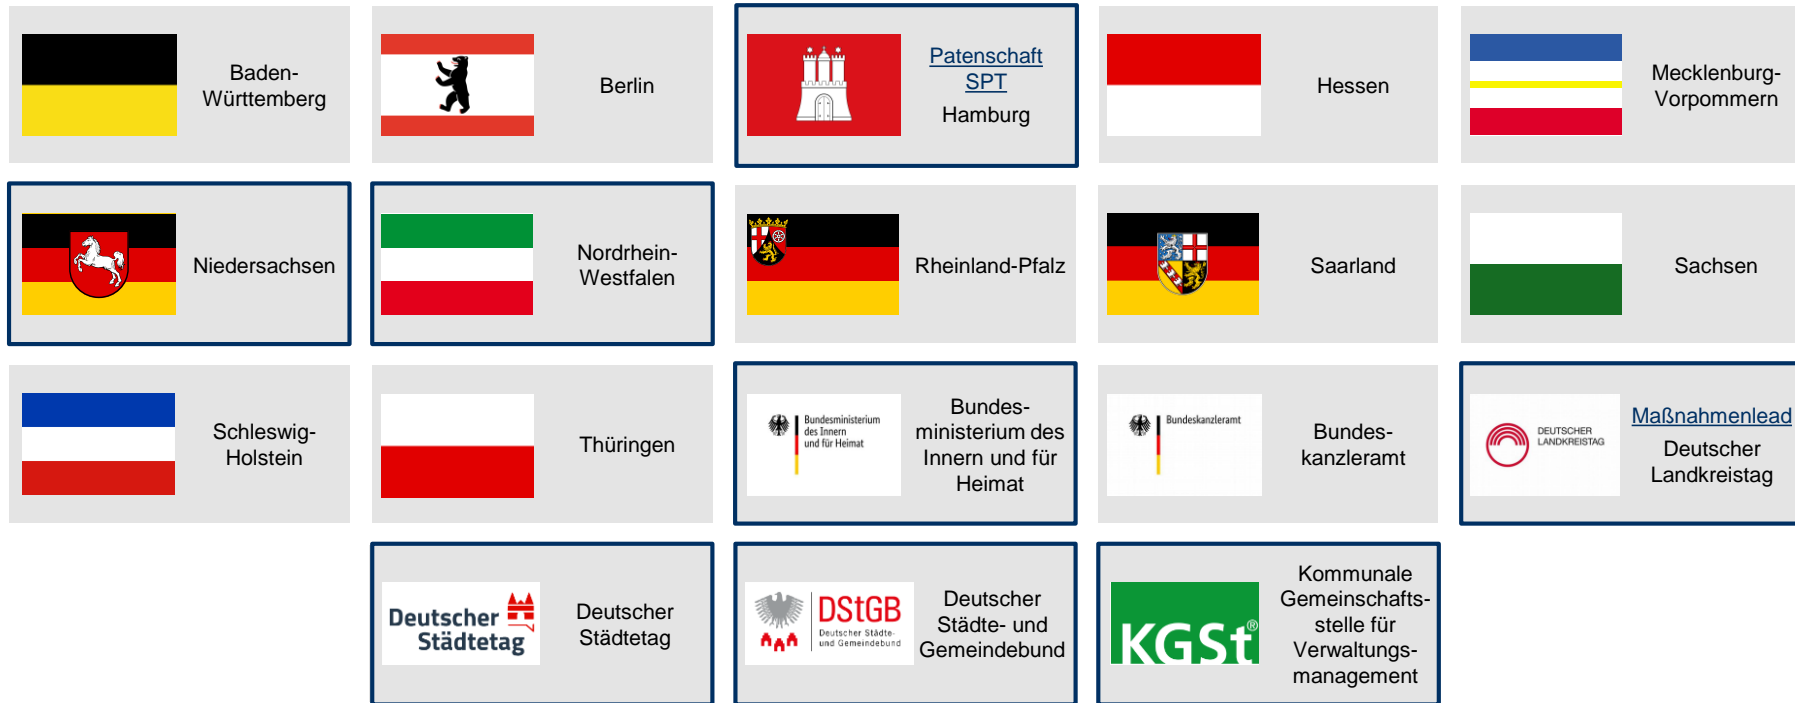 Baden-
Württemberg
Berlin
Patenschaft
SPT
Hamburg
Hessen
Mecklenburg-
Vorpommern
Niedersachsen
Nordrhein-
Westfalen
Rheinland-Pfalz
Saarland
Sachsen
Schleswig-
Holstein
Thüringen
Bundesministerium
des Innern
und für Heimat
Bundes-
ministerium des
Innern und für
Heimat
Bundeskanzleramt
Bundes-
kanzleramt
DEUTSCHER
LANDKREISTAG
Maßnahmenlead
Deutscher
Landkreistag
Deutscher
Städtetag
Deutscher
Städtetag
DStGB
Deutscher Städte-
und Gemeindebund
Deutscher
Städte- und
Gemeindebund
KGSt®
Kommunale
Gemeinschafts-
stelle für
Verwaltungs-
management